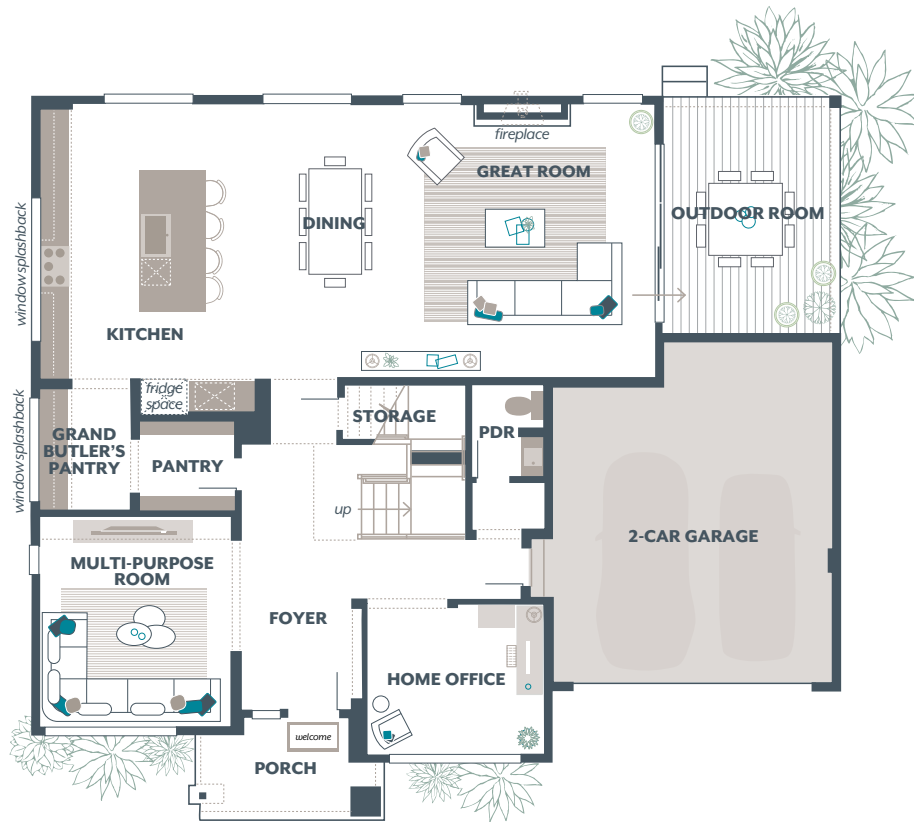 fireplace
GREAT ROOM
DINING
OUTDOOR ROOM
window splashback
KITCHEN
fridge
space
STORAGE
PDR
window splashback
GRAND
BUTLER'S
PANTRY
PANTRY
up
2-CAR GARAGE
MULTI-PURPOSE
ROOM
FOYER
HOME OFFICE
welcome
PORCH